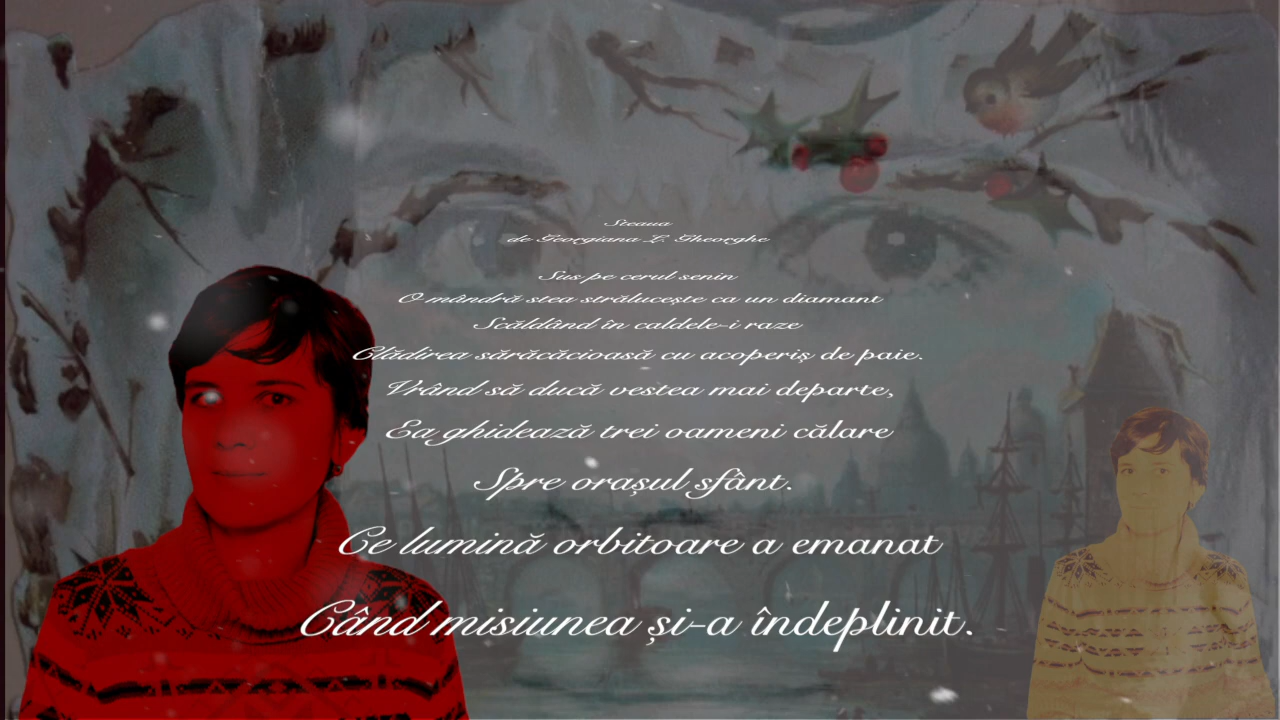 Steaua
de Georgiana L. Gheorghe
Sus pe cerul senin
O mândră stea strălucește ca un diamant
Scăldând în caldele-i raze
Clădirea sărăcăcioasă cu acoperiș de paie.
Vrând să ducă vestea mai departe,
Ea ghidează trei oameni călare
Spre orașul sfânt.
Ce lumină orbitoare a emanat
Când misiunea și-a îndeplinit.